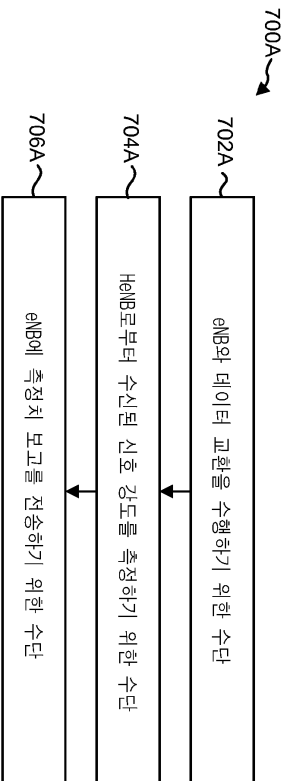 700A
702A
eNB와 데이터 교환을 수행하기 위한 수단
704A
HeNB로부터 수신된 신호 강도를 측정하기 위한 수단
706A
eNB에 측정치 보고를 전송하기 위한 수단